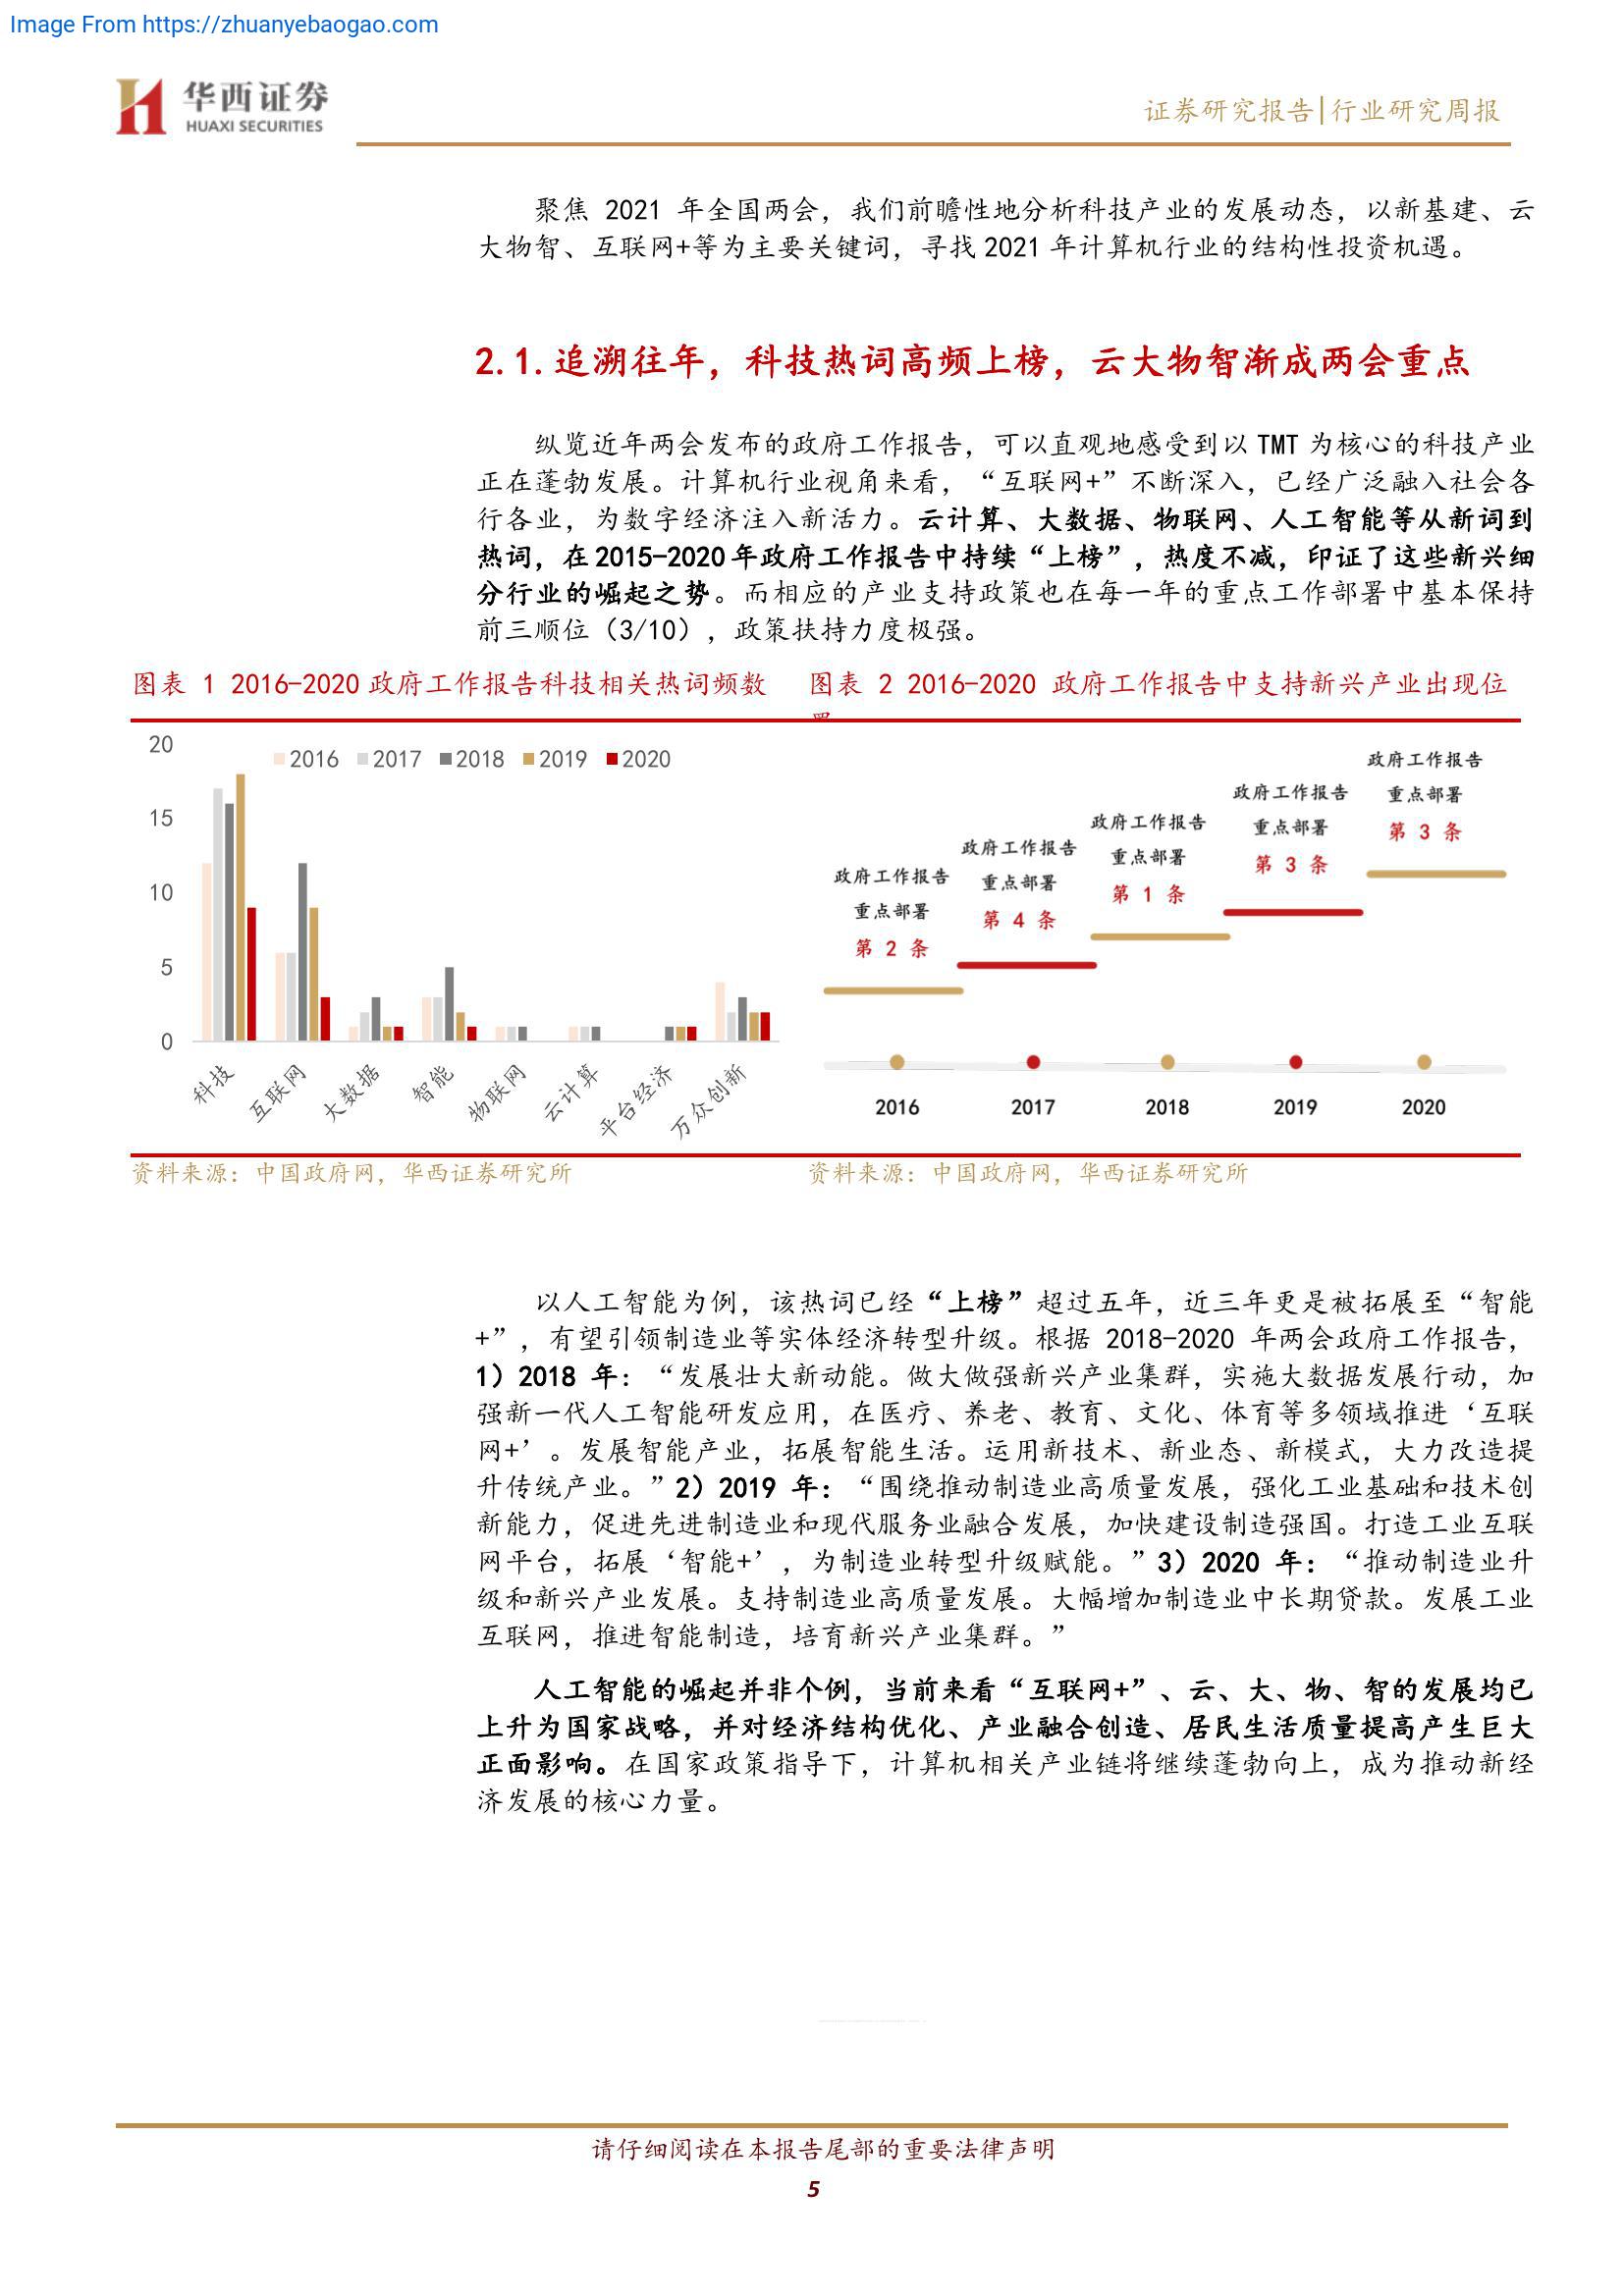 Image From https://zhuanyebaogao.com
华西证券
HUAXI SECURITIES
证券研究报告|行业研究周报
聚焦 2021 年全国两会，我们前瞻性地分析科技产业的发展动态，以新基建、云
大物智、互联网+等为主要关键词，寻找 2021 年计算机行业的结构性投资机遇。
2.1.追溯往年，科技热词高频上榜，云大物智渐成两会重点
纵览近年两会发布的政府工作报告，可以直观地感受到以 TMT 为核心的科技产业
正在蓬勃发展。计算机行业视角来看，“互联网+”不断深入，已经广泛融入社会各
行各业，为数字经济注入新活力。云计算、大数据、物联网、人工智能等从新词到
热词，在 2015-2020 年政府工作报告中持续“上榜”，热度不减，印证了这些新兴细
分行业的崛起之势。而相应的产业支持政策也在每一年的重点工作部署中基本保持
前三顺位（3/10），政策扶持力度极强。
图表 1 2016-2020 政府工作报告科技相关热词频数
20
15
10
5
0
2016 2017 2018 2019 2020
科技 互联网 大数据 智能 物联网 云计算 平台经济 万众创新
资料来源：中国政府网，华西证券研究所
图表 2 2016-2020 政府工作报告中支持新兴产业出现位
政府工作报告
重点部署
第 2 条
政府工作报告
重点部署
第 4 条
政府工作报告
重点部署
第 1 条
政府工作报告
重点部署
第 3 条
政府工作报告
重点部署
第 3 条
2016 2017 2018 2019 2020
资料来源：中国政府网，华西证券研究所
以人工智能为例，该热词已经“上榜”超过五年，近三年更是被拓展至“智能
+”，有望引领制造业等实体经济转型升级。根据 2018-2020 年两会政府工作报告，
1）2018 年：“发展壮大新动能。做大做强新兴产业集群，实施大数据发展行动，加
强新一代人工智能研发应用，在医疗、养老、教育、文化、体育等多领域推进‘互联
网+’。发展智能产业，拓展智能生活。运用新技术、新业态、新模式，大力改造提
升传统产业。”2）2019 年：“围绕推动制造业高质量发展，强化工业基础和技术创
新能力，促进先进制造业和现代服务业融合发展，加快建设制造强国。打造工业互联
网平台，拓展‘智能+’，为制造业转型升级赋能。”3）2020 年：“推动制造业升
级和新兴产业发展。支持制造业高质量发展。大幅增加制造业中长期贷款。发展工业
互联网，推进智能制造，培育新兴产业集群。”
人工智能的崛起并非个例，当前来看“互联网+”、云、大、物、智的发展均已
上升为国家战略，并对经济结构优化、产业融合创造、居民生活质量提高产生巨大
正面影响。在国家政策指导下，计算机相关产业链将继续蓬勃向上，成为推动新经
济发展的核心力量。
请仔细阅读在本报告尾部的重要法律声明
5